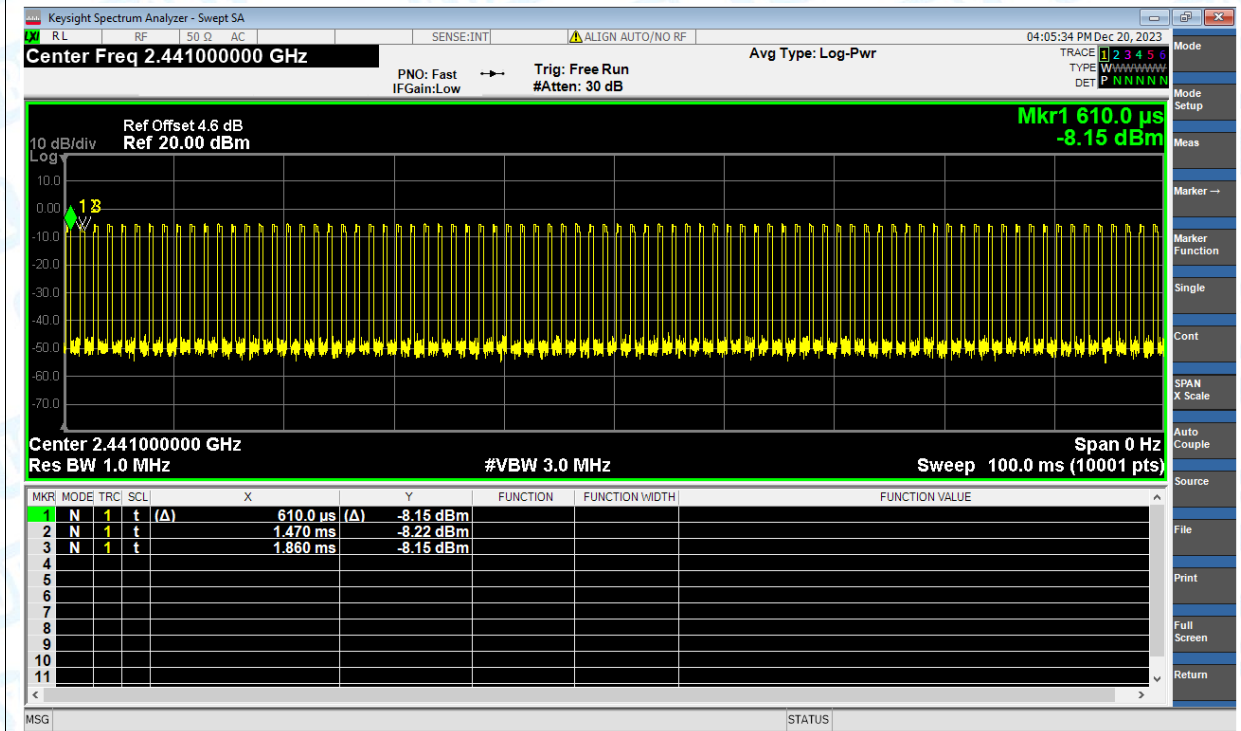 Keysight Spectrum Analyzer - Swept SA
LXI RL RF 50 Ω AC SENSE:INT ALIGN AUTO/NO RF 04:05:34 PM Dec 20, 2023
Center Freq 2.441000000 GHz Avg Type: Log-Pwr TRACE 1 2 3 4 5 6
PNO: Fast Trig: Free Run TYPE WWWWWW
IFGain:Low #Atten: 30 dB DET P N N N N N
Mode
Mode Setup
Meas
Marker →
Marker Function
Single
Cont
SPAN X Scale
Auto Couple
Source
File
Print
Full Screen
Return
Mkr1 610.0 µs
Ref Offset 4.6 dB
10 dB/div Ref 20.00 dBm -8.15 dBm
Log
10.0
0.00
1 2 3
-10.0
-20.0
-30.0
-40.0
-50.0
-60.0
-70.0
Center 2.441000000 GHz Span 0 Hz
Res BW 1.0 MHz #VBW 3.0 MHz Sweep 100.0 ms (10001 pts)
MKR MODE TRC SCL X Y FUNCTION FUNCTION WIDTH FUNCTION VALUE
1 N 1 t (Δ) 610.0 µs (Δ) -8.15 dBm
2 N 1 t 1.470 ms -8.22 dBm
3 N 1 t 1.860 ms -8.15 dBm
4
5
6
7
8
9
10
11
MSG STATUS